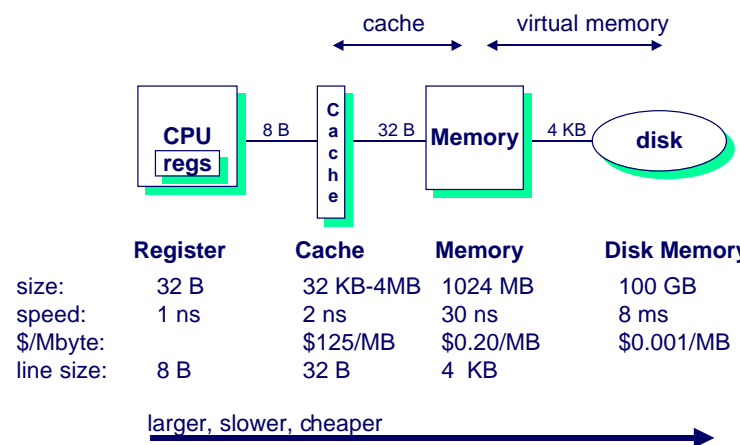 cache virtual memory
CPU
regs
8 B
Cache
32 B
Memory
4 KB
disk
Register Cache Memory Disk Memory
size: 32 B 32 KB-4MB 1024 MB 100 GB
speed: 1 ns 2 ns 30 ns 8 ms
$/Mbyte: $125/MB $0.20/MB $0.001/MB
line size: 8 B 32 B 4 KB
larger, slower, cheaper